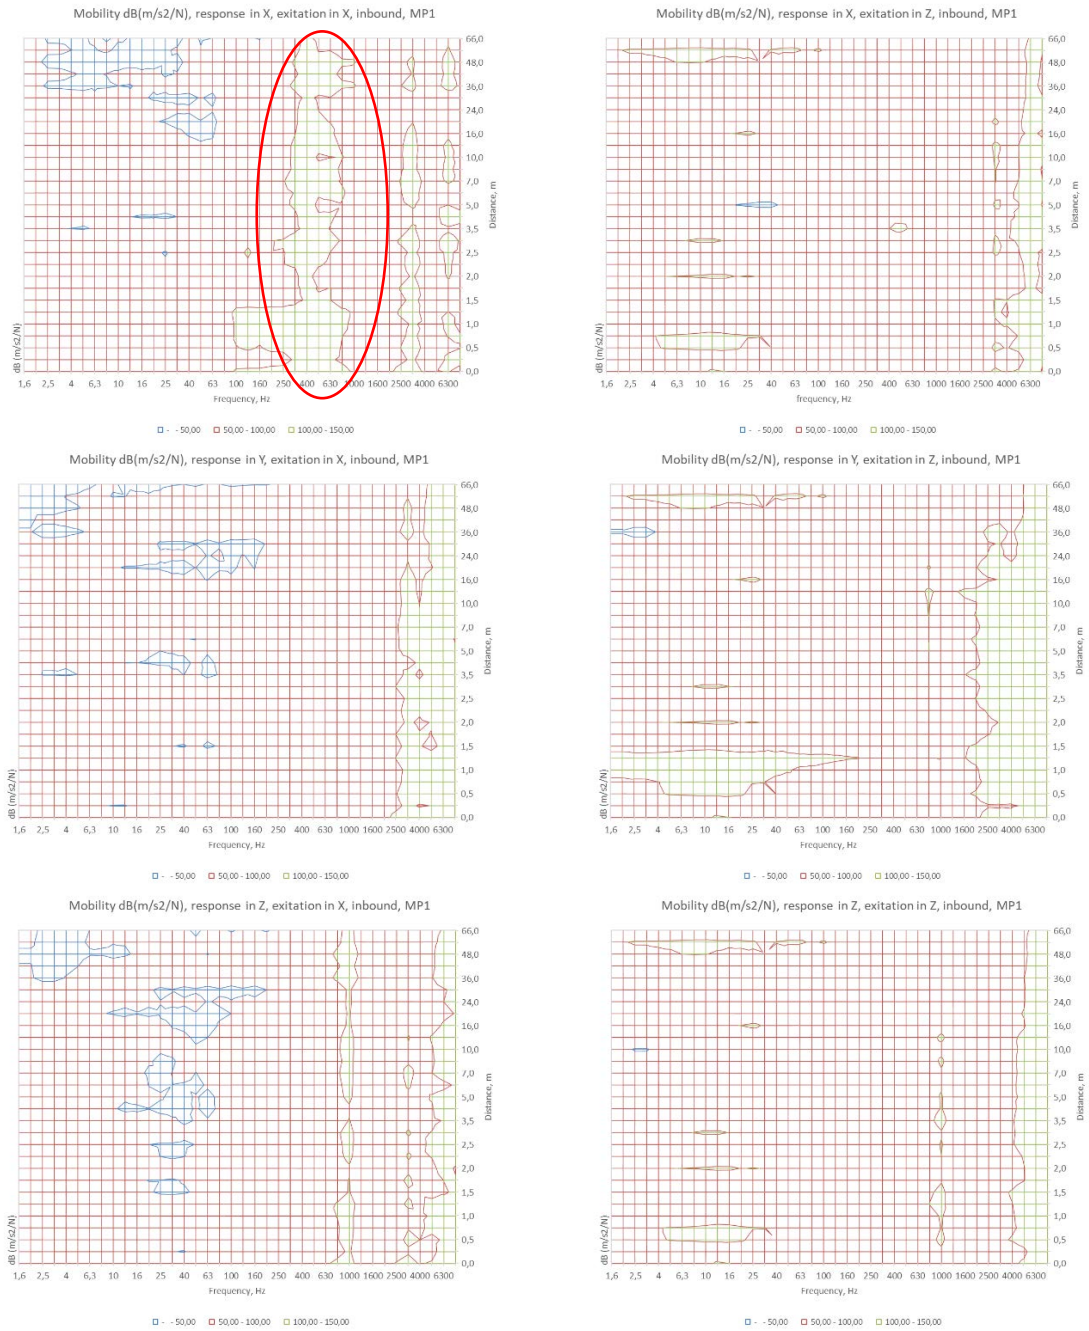 Mobility dB(m/s2/N), response in X, exitation in X, inbound, MP1
66,0
48,0
36,0
24,0
16,0
10,0
7,0
5,0
3,5
2,5
2,0
1,5
1,0
0,5
0,0
Distance, m
dB (m/s2/N)
1,6 2,5 4 6,3 10 16 25 40 63 100 160 250 400 630 1000 1600 2500 4000 6300
Frequency, Hz
- - 50,00 50,00 - 100,00 100,00 - 150,00
Mobility dB(m/s2/N), response in X, exitation in Z, inbound, MP1
66,0
48,0
36,0
24,0
16,0
10,0
7,0
5,0
3,5
2,5
2,0
1,5
1,0
0,5
0,0
Distance, m
dB (m/s2/N)
1,6 2,5 4 6,3 10 16 25 40 63 100 160 250 400 630 1000 1600 2500 4000 6300
frequency, Hz
- - 50,00 50,00 - 100,00 100,00 - 150,00
Mobility dB(m/s2/N), response in Y, exitation in X, inbound, MP1
66,0
48,0
36,0
24,0
16,0
10,0
7,0
5,0
3,5
2,5
2,0
1,5
1,0
0,5
0,0
Distance, m
dB (m/s2/N)
1,6 2,5 4 6,3 10 16 25 40 63 100 160 250 400 630 1000 1600 2500 4000 6300
Frequency, Hz
- - 50,00 50,00 - 100,00 100,00 - 150,00
Mobility dB(m/s2/N), response in Y, exitation in Z, inbound, MP1
66,0
48,0
36,0
24,0
16,0
10,0
7,0
5,0
3,5
2,5
2,0
1,5
1,0
0,5
0,0
Distance, m
dB (m/s2/N)
1,6 2,5 4 6,3 10 16 25 40 63 100 160 250 400 630 1000 1600 2500 4000 6300
Frequency, Hz
- - 50,00 50,00 - 100,00 100,00 - 150,00
Mobility dB(m/s2/N), response in Z, exitation in X, inbound, MP1
66,0
48,0
36,0
24,0
16,0
10,0
7,0
5,0
3,5
2,5
2,0
1,5
1,0
0,5
0,0
Distance, m
dB (m/s2/N)
1,6 2,5 4 6,3 10 16 25 40 63 100 160 250 400 630 1000 1600 2500 4000 6300
Frequency, Hz
- - 50,00 50,00 - 100,00 100,00 - 150,00
Mobility dB(m/s2/N), response in Z, exitation in Z, inbound, MP1
66,0
48,0
36,0
24,0
16,0
10,0
7,0
5,0
3,5
2,5
2,0
1,5
1,0
0,5
0,0
Distance, m
dB (m/s2/N)
1,6 2,5 4 6,3 10 16 25 40 63 100 160 250 400 630 1000 1600 2500 4000 6300
Frequency, Hz
- - 50,00 50,00 - 100,00 100,00 - 150,00